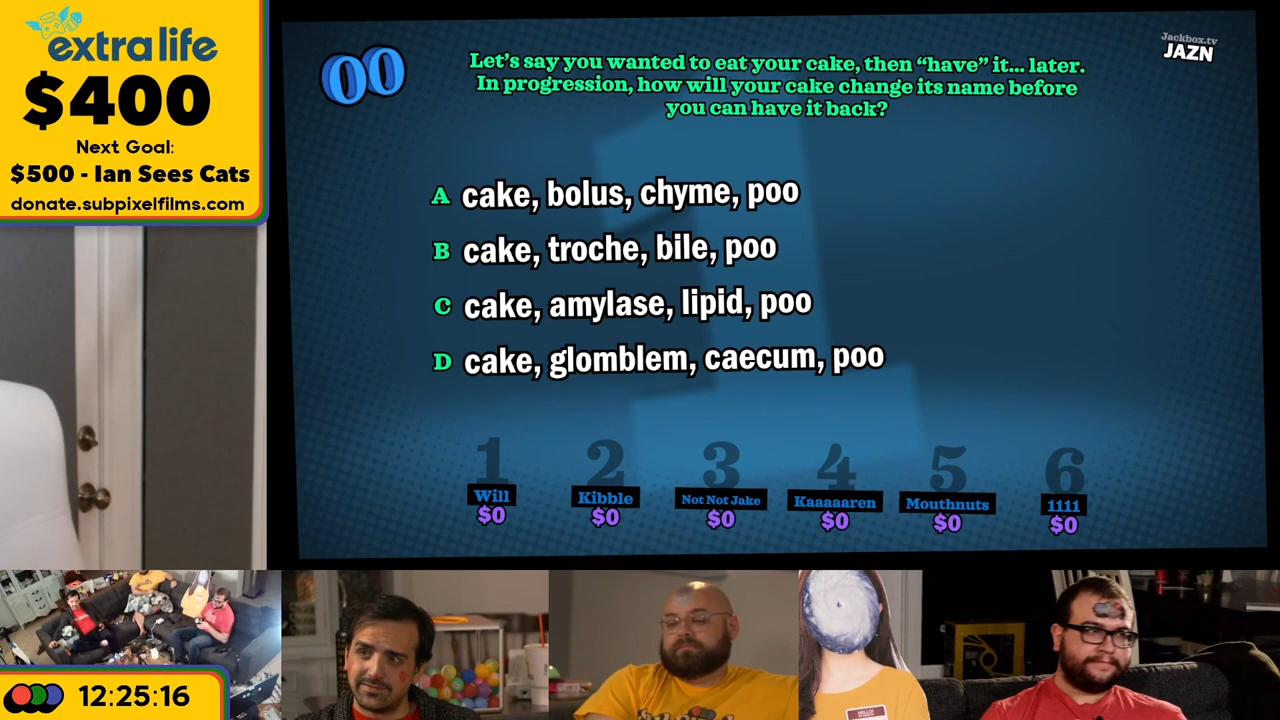 extralife
$400
Next Goal:
$500 - Ian Sees Cats
donate.subpixelfilms.com
00
Let's say you wanted to eat your cake, then “have” it... later.
In progression, how will your cake change its name before
you can have it back?
Jackbox.tv
JAZN
A cake, bolus, chyme, poo
B cake, troche, bile, poo
C cake, amylase, lipid, poo
D cake, glomblem, caecum, poo
1 2 3 4 5 6
Will Kibble Not Not Jake Kaaaaaren Mouthnuts 1111
$0 $0 $0 $0 $0 $0
12:25:16
HELLO